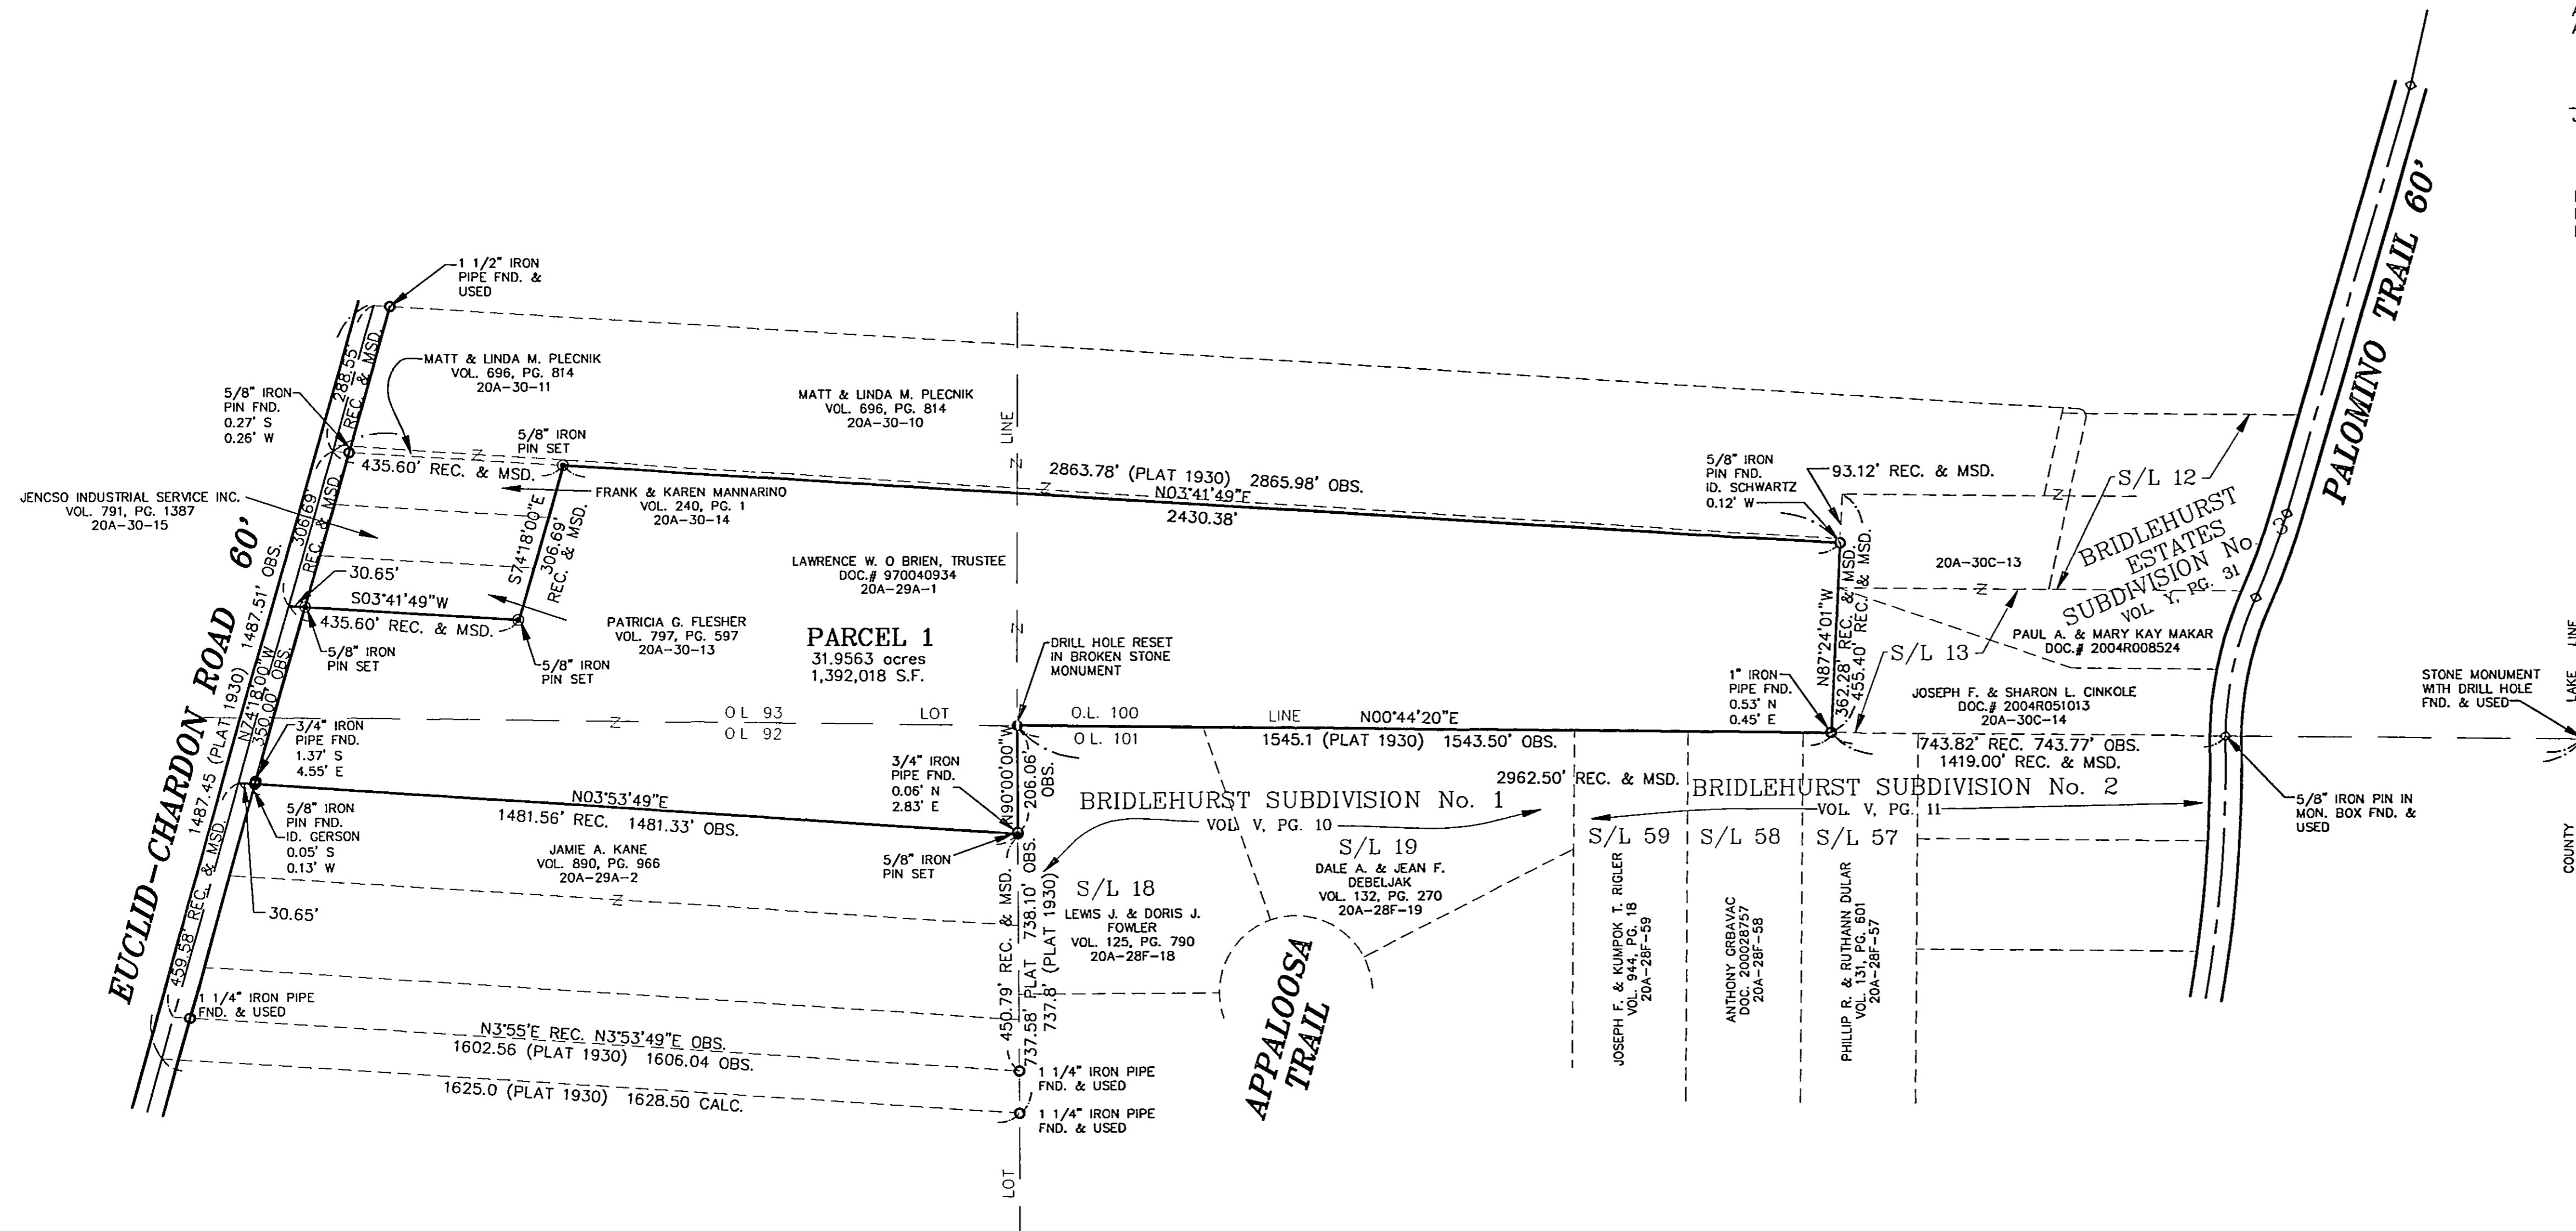 1 1/2" IRON
PIPE FND. &
USED
288.55'
REC. & MSD.
MATT & LINDA M. PLECNIK
VOL. 696, PG. 814
20A-30-11
5/8" IRON
PIN FND.
0.27' S
0.26' W
5/8" IRON
PIN SET
435.60' REC. & MSD.
MATT & LINDA M. PLECNIK
VOL. 696, PG. 814
20A-30-10
LINE
2863.78' (PLAT 1930) 2865.98' OBS.
N03°41'49"E
2430.38'
JENCSO INDUSTRIAL SERVICE INC.
VOL. 791, PG. 1387
20A-30-15
FRANK & KAREN MANNARINO
VOL. 240, PG. 1
20A-30-14
306.69'
REC. & MSD.
S74°18'00"E
306.69'
REC. & MSD.
30.65'
S03°41'49"W
435.60' REC. & MSD.
5/8" IRON
PIN SET
5/8" IRON
PIN SET
LAWRENCE W. O BRIEN, TRUSTEE
DOC.# 970040934
20A-29A-1
PATRICIA G. FLESHER
VOL. 797, PG. 597
20A-30-13
PARCEL 1
31.9563 acres
1,392,018 S.F.
DRILL HOLE RESET
IN BROKEN STONE
MONUMENT
EUCLID-CHARDON ROAD 60'
1487.45 (PLAT 1930) 1487.51' OBS.
N74°18'00"W
350.00' OBS.
459.58' REC. & MSD.
3/4" IRON
PIPE FND.
1.37' S
4.55' E
5/8" IRON
PIN FND.
ID. GERSON
0.05' S
0.13' W
30.65'
O L 93
O L 92
LOT
O.L. 100
O L. 101
LINE
N00°44'20"E
1545.1 (PLAT 1930) 1543.50' OBS.
N03°53'49"E
1481.56' REC. 1481.33' OBS.
JAMIE A. KANE
VOL. 890, PG. 966
20A-29A-2
3/4" IRON
PIPE FND.
0.06' N
2.83' E
5/8" IRON
PIN SET
N90°00'00"W
206.06'
OBS.
450.79' REC. & MSD.
737.58' PLAT 738.10' OBS.
737.8' (PLAT 1930)
1 1/4" IRON PIPE
FND. & USED
N3°55'E REC. N3°53'49"E OBS.
1602.56 (PLAT 1930) 1606.04 OBS.
1625.0 (PLAT 1930) 1628.50 CALC.
1 1/4" IRON PIPE
FND. & USED
1 1/4" IRON PIPE
FND. & USED
LOT
BRIDLEHURST SUBDIVISION No. 1
VOL V, PG. 10
S/L 18
LEWIS J. & DORIS J.
FOWLER
VOL. 125, PG. 790
20A-28F-18
S/L 19
DALE A. & JEAN F.
DEBELJAK
VOL. 132, PG. 270
20A-28F-19
APPALOOSA
TRAIL
2962.50' REC. & MSD.
BRIDLEHURST SUBDIVISION No. 2
VOL. V, PG. 11
S/L 59
JOSEPH F. & KUMPOK T. RIGLER
VOL. 944, PG. 18
20A-28F-59
S/L 58
ANTHONY GRBAVAC
DOC. 200028757
20A-28F-58
S/L 57
PHILLIP R. & RUTHANN DULAR
VOL. 131, PG. 601
20A-28F-57
5/8" IRON
PIN FND.
ID. SCHWARTZ
0.12' W
93.12' REC. & MSD.
N87°24'01"W
362.28' REC. & MSD.
455.40' REC. & MSD.
1" IRON
PIPE FND.
0.53' N
0.45' E
20A-30C-13
S/L 12
BRIDLEHURST
ESTATES
SUBDIVISION No. 3
VOL Y, PG. 31
PAUL A. & MARY KAY MAKAR
DOC.# 2004R008524
S/L 13
JOSEPH F. & SHARON L. CINKOLE
DOC.# 2004R051013
20A-30C-14
743.82' REC. 743.77' OBS.
1419.00' REC. & MSD.
PALOMINO TRAIL 60'
5/8" IRON PIN IN
MON. BOX FND. &
USED
STONE MONUMENT
WITH DRILL HOLE
FND. & USED
COUNTY
LAKE LINE